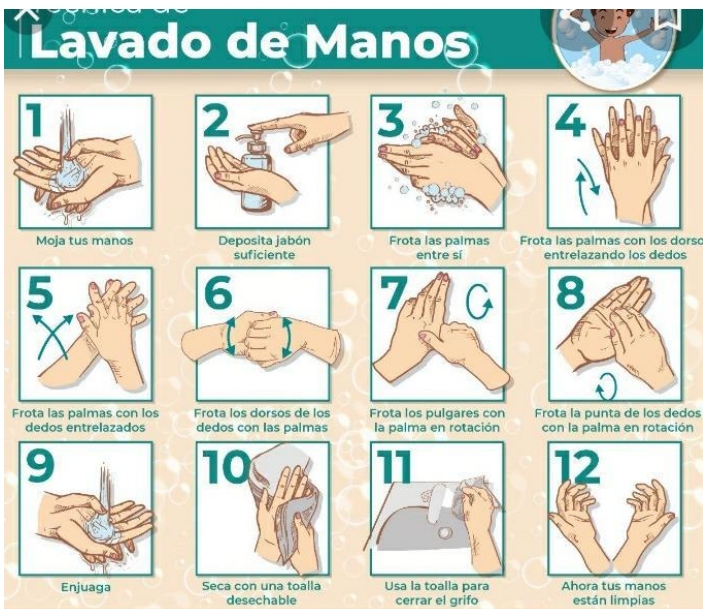 Lavado de Manos
1
Moja tus manos
2
Deposita jabón
suficiente
3
Frota las palmas
entre sí
4
Frota las palmas con los dorso
entrelazando los dedos
5
Frota las palmas con los
dedos entrelazados
6
Frota los dorsos de los
dedos con las palmas
7
Frota los pulgares con
la palma en rotación
8
Frota la punta de los dedos
con la palma en rotación
9
Enjuaga
10
Seca con una toalla
desechable
11
Usa la toalla para
cerrar el grifo
12
Ahora tus manos
están limpias